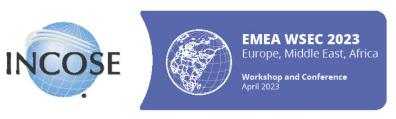 INCOSE
EMEA WSEC 2023
Europe, Middle East, Africa
Workshop and Conference
April 2023